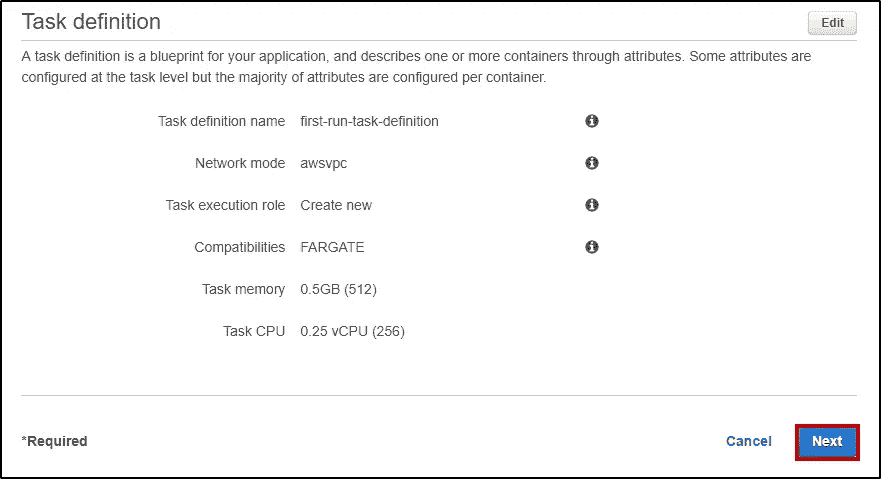 Task definition
Edit
A task definition is a blueprint for your application, and describes one or more containers through attributes. Some attributes are
configured at the task level but the majority of attributes are configured per container.
Task definition name first-run-task-definition
Network mode awsvpc
Task execution role Create new
Compatibilities FARGATE
Task memory 0.5GB (512)
Task CPU 0.25 vCPU (256)
*Required
Cancel
Next